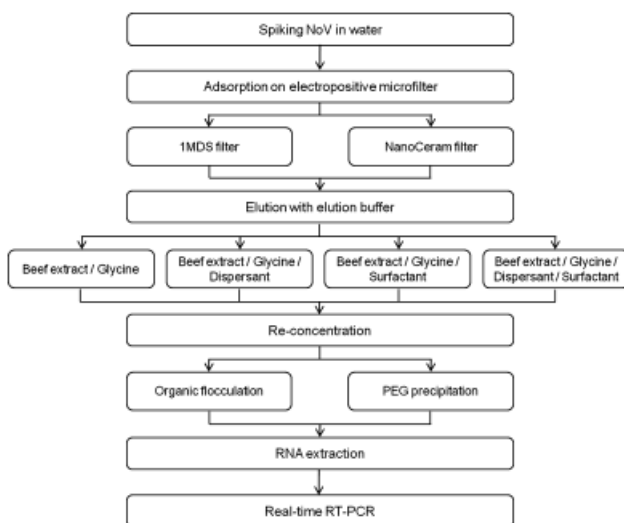 Spiking NoV in water
Adsorption on electropositive microfilter
1MDS filter
NanoCeram filter
Elution with elution buffer
Beef extract / Glycine
Beef extract / Glycine /
Dispersant
Beef extract / Glycine /
Surfactant
Beef extract / Glycine /
Dispersant / Surfactant
Re-concentration
Organic flocculation
PEG precipitation
RNA extraction
Real-time RT-PCR